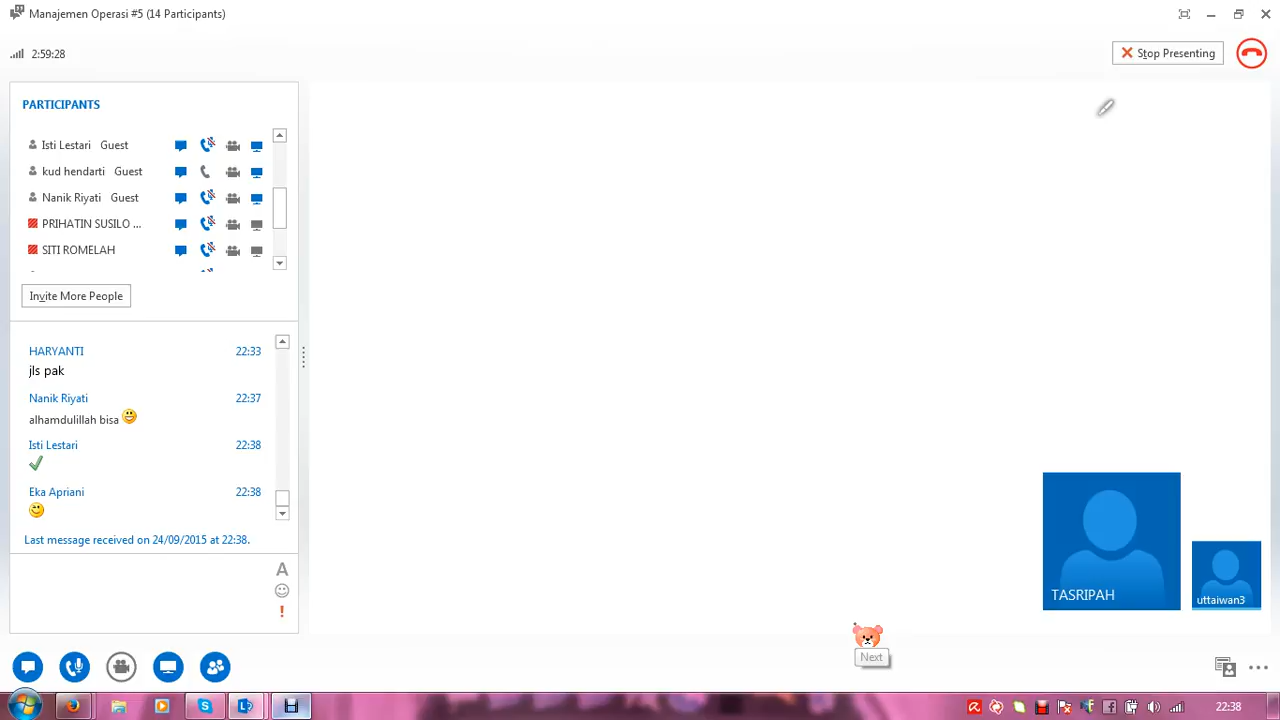 Manajemen Operasi #5 (14 Participants)
2:59:28
Stop Presenting
PARTICIPANTS
Isti Lestari Guest
kud hendarti Guest
Nanik Riyati Guest
PRIHATIN SUSILO ...
SITI ROMELAH
Invite More People
HARYANTI 22:33
jls pak
Nanik Riyati 22:37
alhamdulillah bisa
Isti Lestari 22:38
Eka Apriani 22:38
Last message received on 24/09/2015 at 22:38.
A
!
TASRIPAH
uttaiwan3
Next
22:38